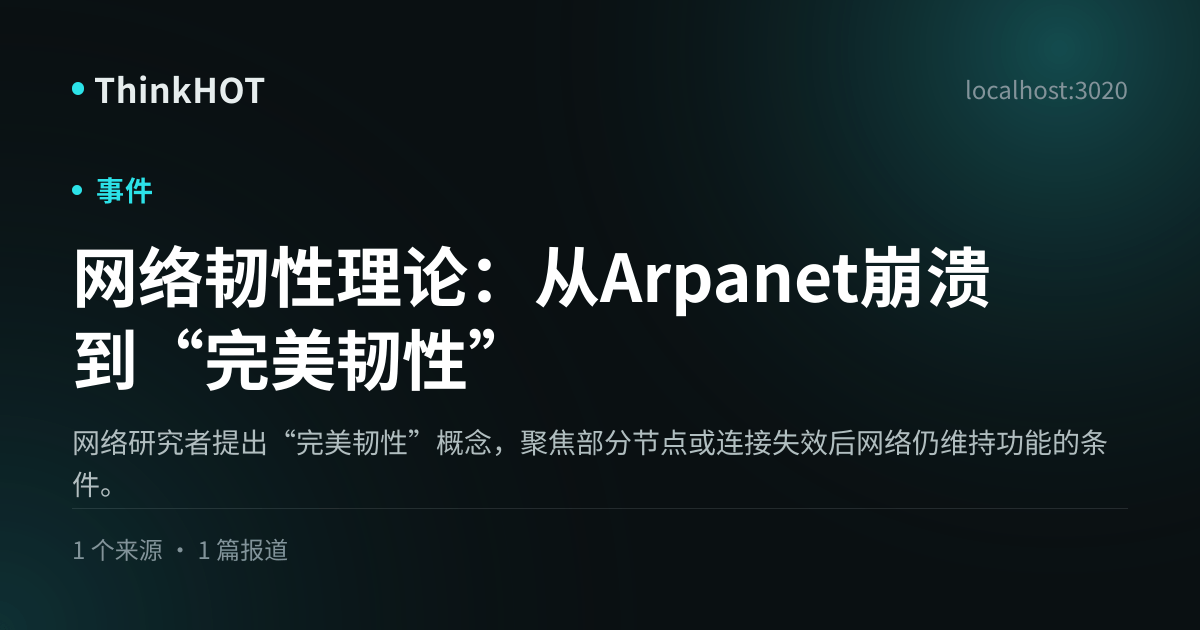 ThinkHOT
localhost:3020
事件
网络韧性理论：从Arpanet崩溃
到“完美韧性”
网络研究者提出“完美韧性”概念，聚焦部分节点或连接失效后网络仍维持功能的条
件。
1 个来源 · 1 篇报道